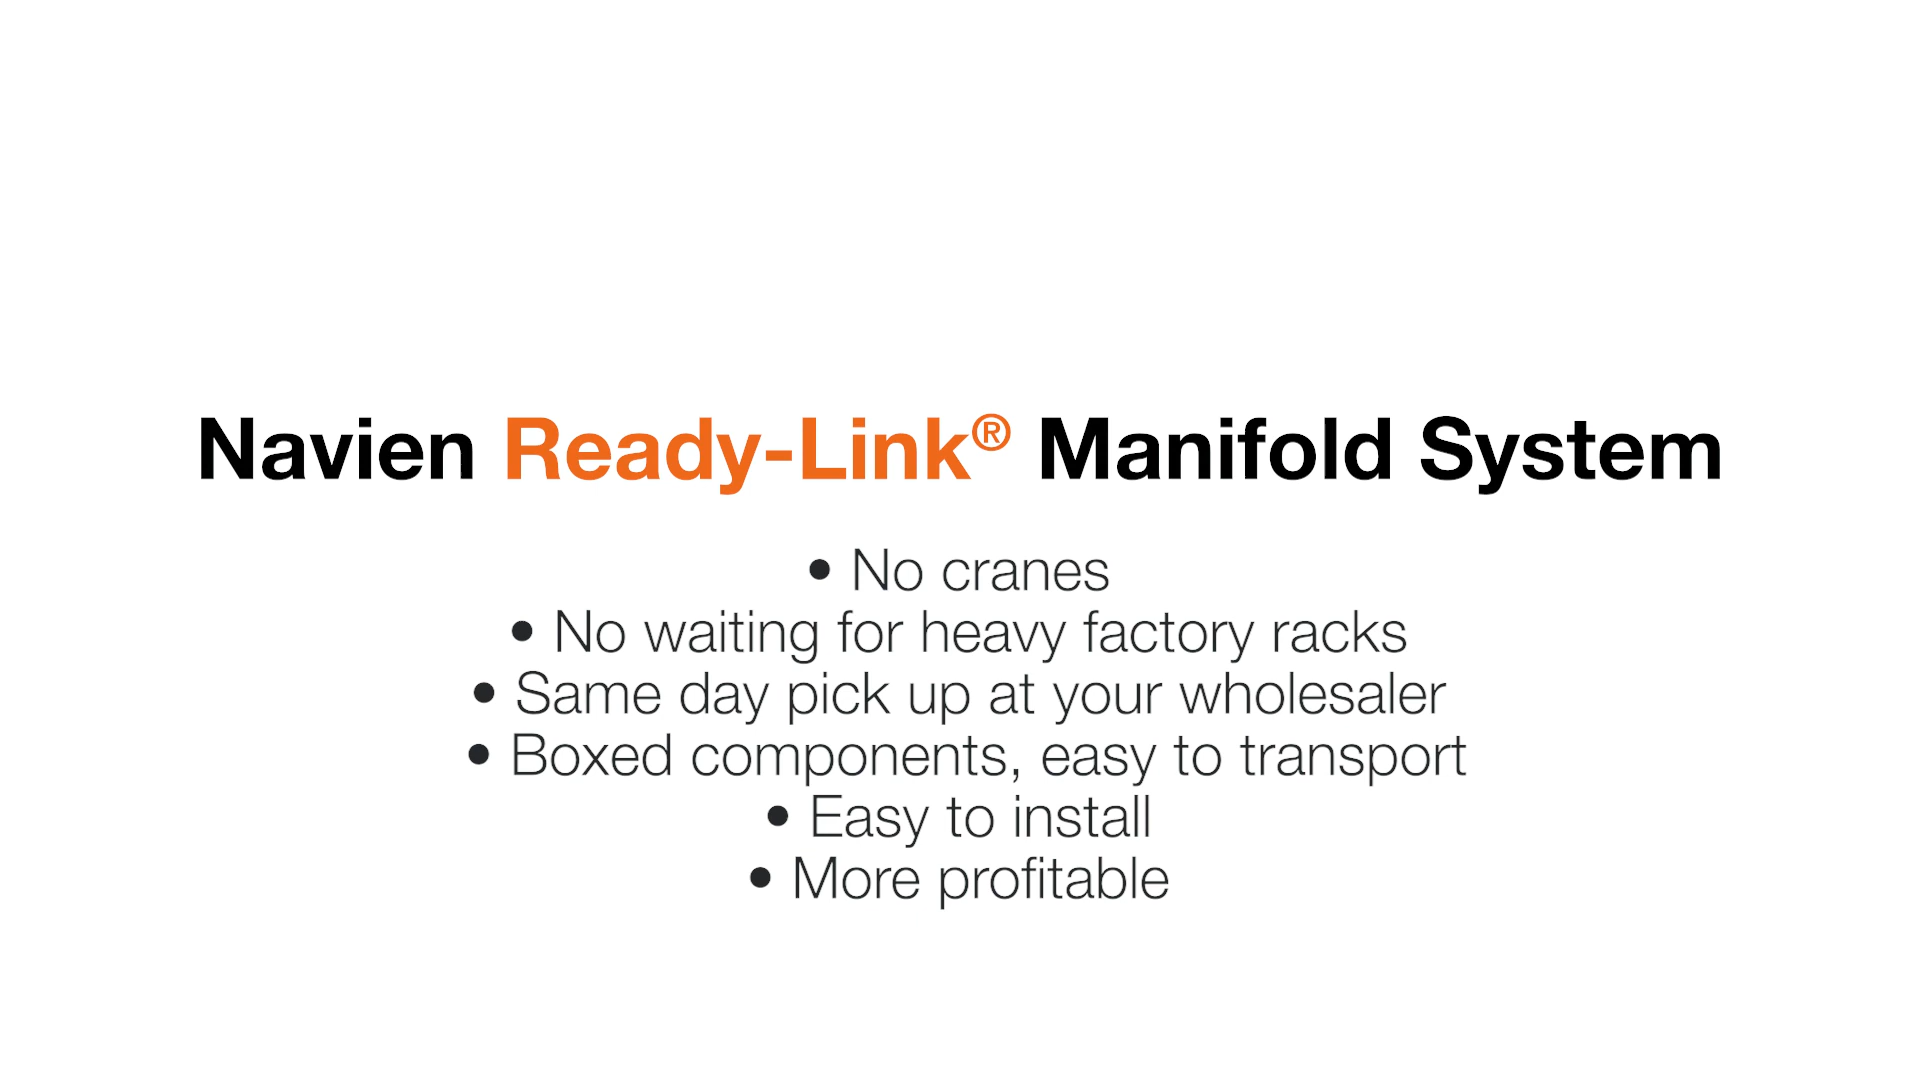 Navien Ready-Link® Manifold System
• No cranes
• No waiting for heavy factory racks
• Same day pick up at your wholesaler
• Boxed components, easy to transport
• Easy to install
• More profitable